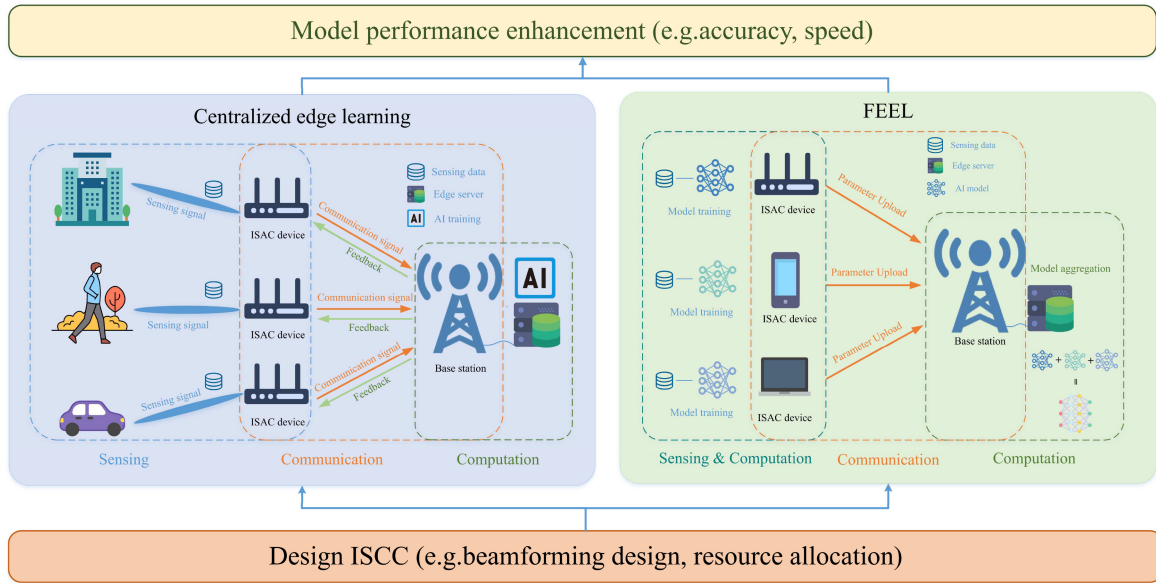 Model performance enhancement (e.g.accuracy, speed)
Centralized edge learning
Sensing data
Edge server
AI
AI training
Sensing signal
ISAC device
Communication signal
Feedback
Sensing signal
ISAC device
Communication signal
Feedback
Sensing signal
ISAC device
Communication signal
Feedback
AI
Base station
Sensing
Communication
Computation
FEEL
Sensing data
Edge server
AI model
Model training
ISAC device
Parameter Upload
Model training
ISAC device
Parameter Upload
Model training
ISAC device
Parameter Upload
Base station
Model aggregation
+ +
=
Sensing & Computation
Communication
Computation
Design ISCC (e.g.beamforming design, resource allocation)